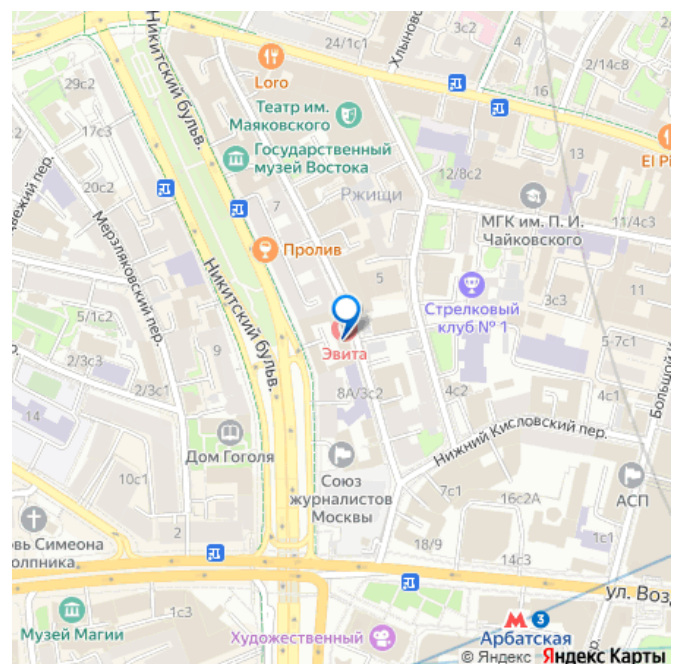 24/1с1
3с2
4
2/14с8
Хлыновс
Никитский бульв.
Loro
29с2
16
Театр им.
Маяковского
17с3
Государственный
музей Востока
13
El Pi
12/8с2
20с2
Ржищи
7
11/4с3
МГК им. П. И.
Чайковского
Мерзляковский пер.
Пролив
5
Никитский бульв.
Стрелковый
клуб № 1
3с3
11
5/1с2
Эвита
5-7с1
2/3с3
9
2/3с1
8А/3с2
4с2
4с1
14
Нижний Кисловский пер.
Дом Гоголя
10с1
Союз
журналистов
Москвы
7с1
16с2А
АСП
2
1с1
18/9
14с3
ул. Возд
3
1с3
Музей Магии
Художественный
Арбатская
© Яндекс Яндекс Карты